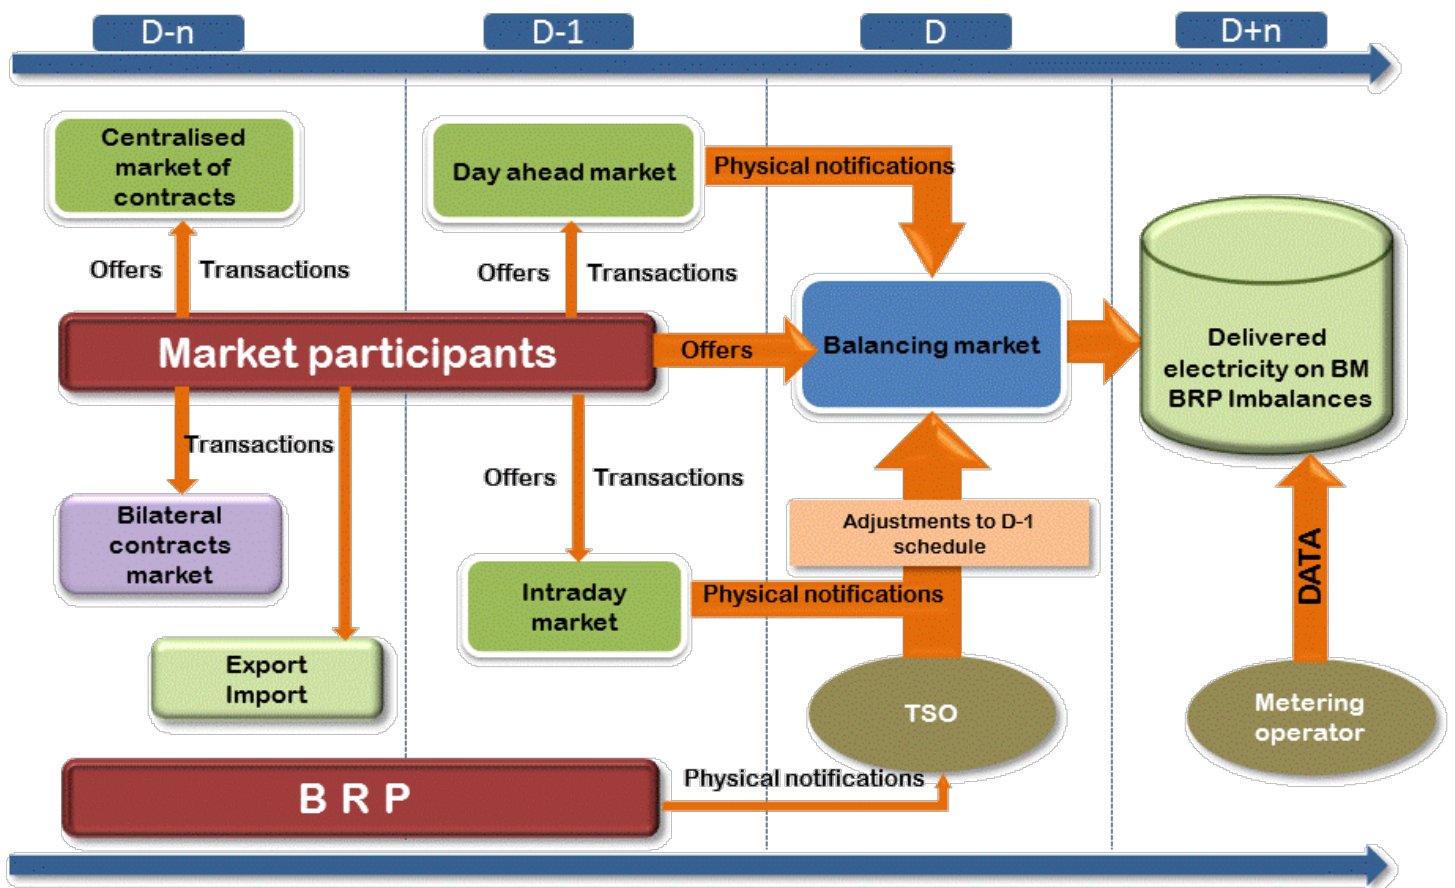 D-n
D-1
D
D+n
Centralised
market of
contracts
Day ahead market
Physical notifications
Offers
Transactions
Offers
Transactions
Market participants
Offers
Balancing market
Delivered
electricity on BM
BRP Imbalances
Transactions
Offers
Transactions
Bilateral
contracts
market
Adjustments to D-1
schedule
DATA
Intraday
market
Physical notifications
Export
Import
TSO
Metering
operator
B R P
Physical notifications